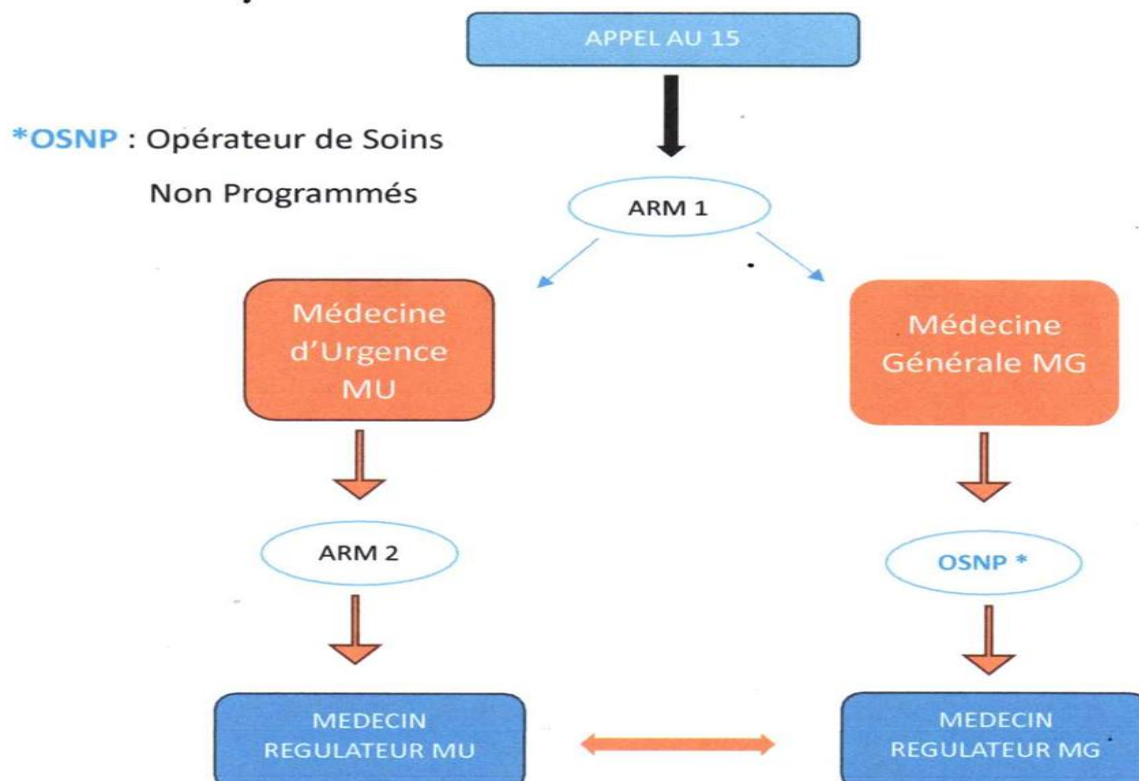 APPEL AU 15
*OSNP : Opérateur de Soins
Non Programmés
ARM 1
Médecine
d'Urgence
MU
Médecine
Générale MG
ARM 2
OSNP *
MEDECIN
REGULATEUR MU
MEDECIN
REGULATEUR MG